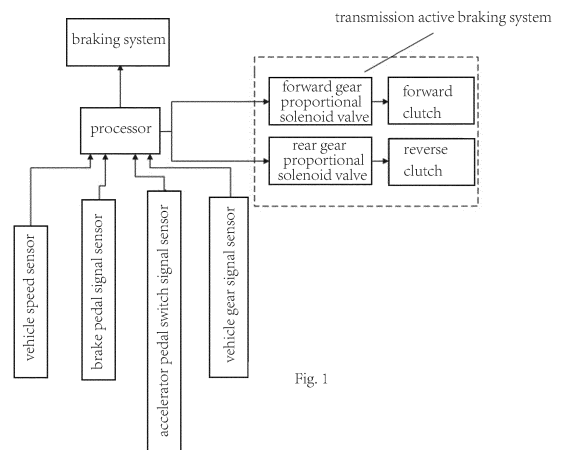 transmission active braking system
braking system
forward gear
proportional
solenoid valve
forward
clutch
processor
rear gear
proportional
solenoid valve
reverse
clutch
vehicle speed sensor
brake pedal signal sensor
accelerator pedal switch signal sensor
vehicle gear signal sensor
Fig. 1